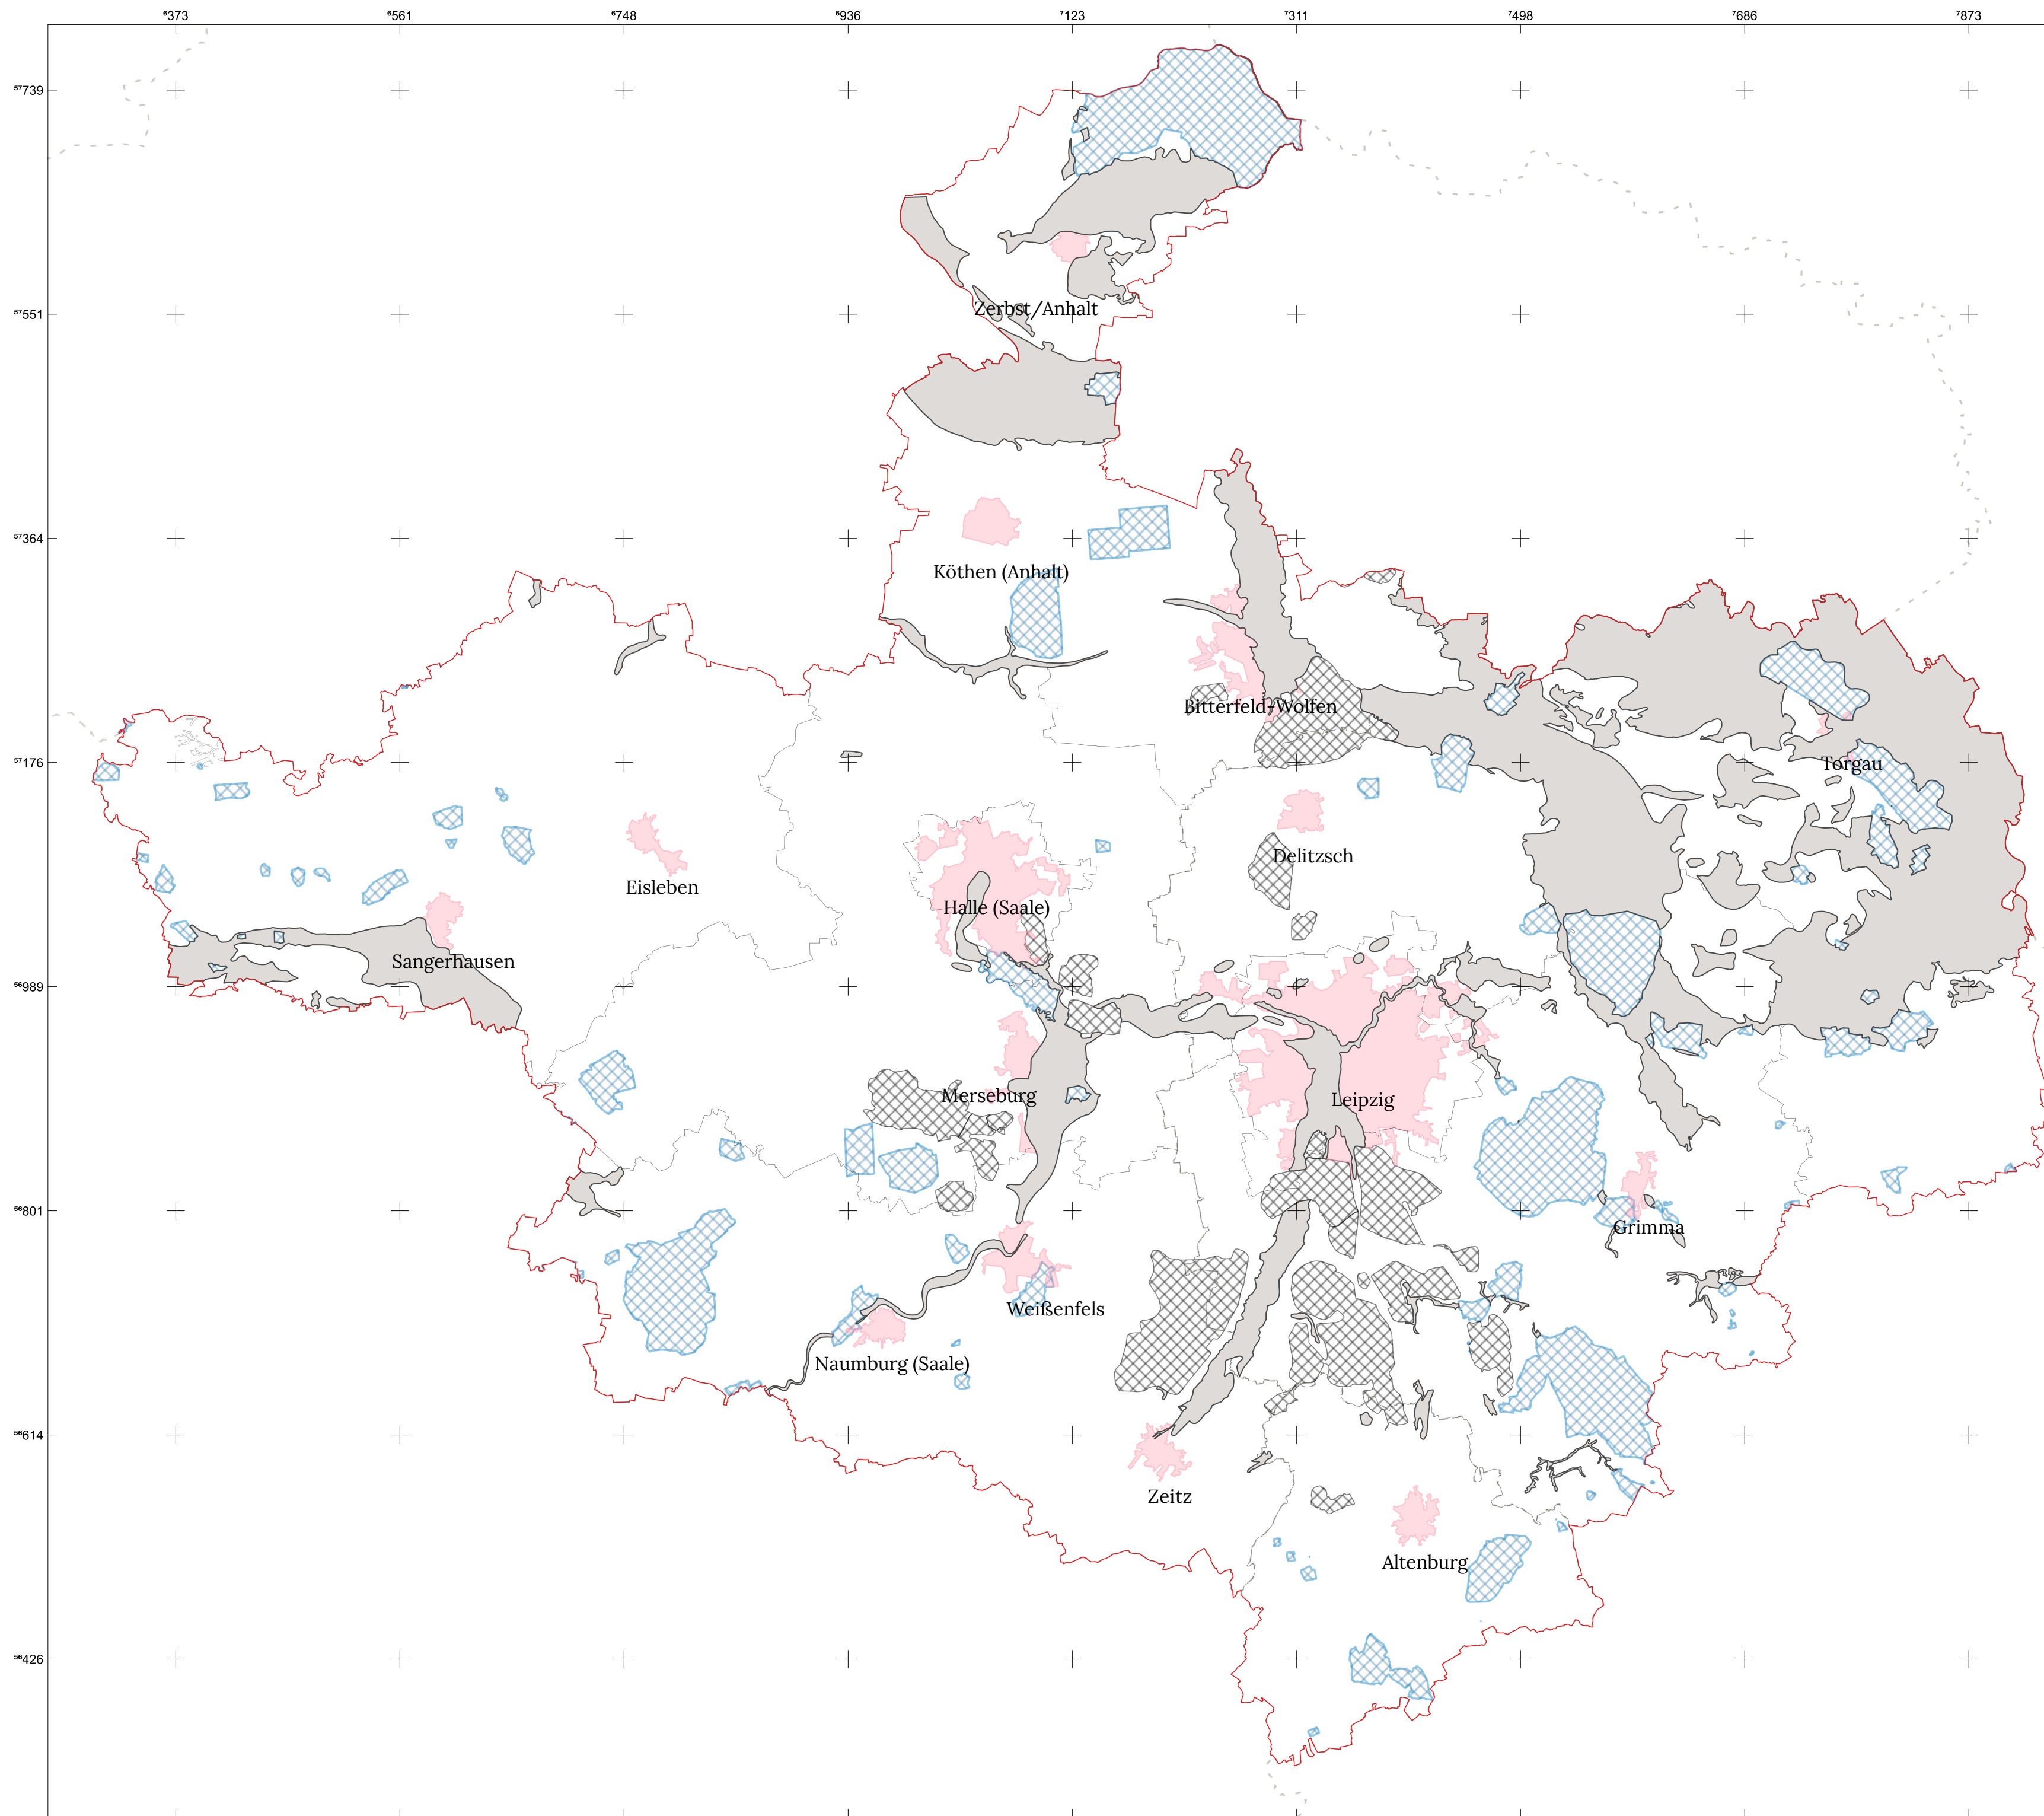 ⁶373 ⁶561 ⁶748 ⁶936 ⁷123 ⁷311 ⁷498 ⁷686 ⁷873
⁵⁷739
Zerbst/Anhalt
⁵⁷551
⁵⁷364
Köthen (Anhalt)
Bitterfeld-Wolfen
⁵⁷176
Torgau
Delitzsch
Eisleben
Halle (Saale)
Sangerhausen
⁵⁶989
Merseburg
Leipzig
⁵⁶801
Grimma
Weißenfels
Naumburg (Saale)
⁵⁶614
Zeitz
Altenburg
⁵⁶426